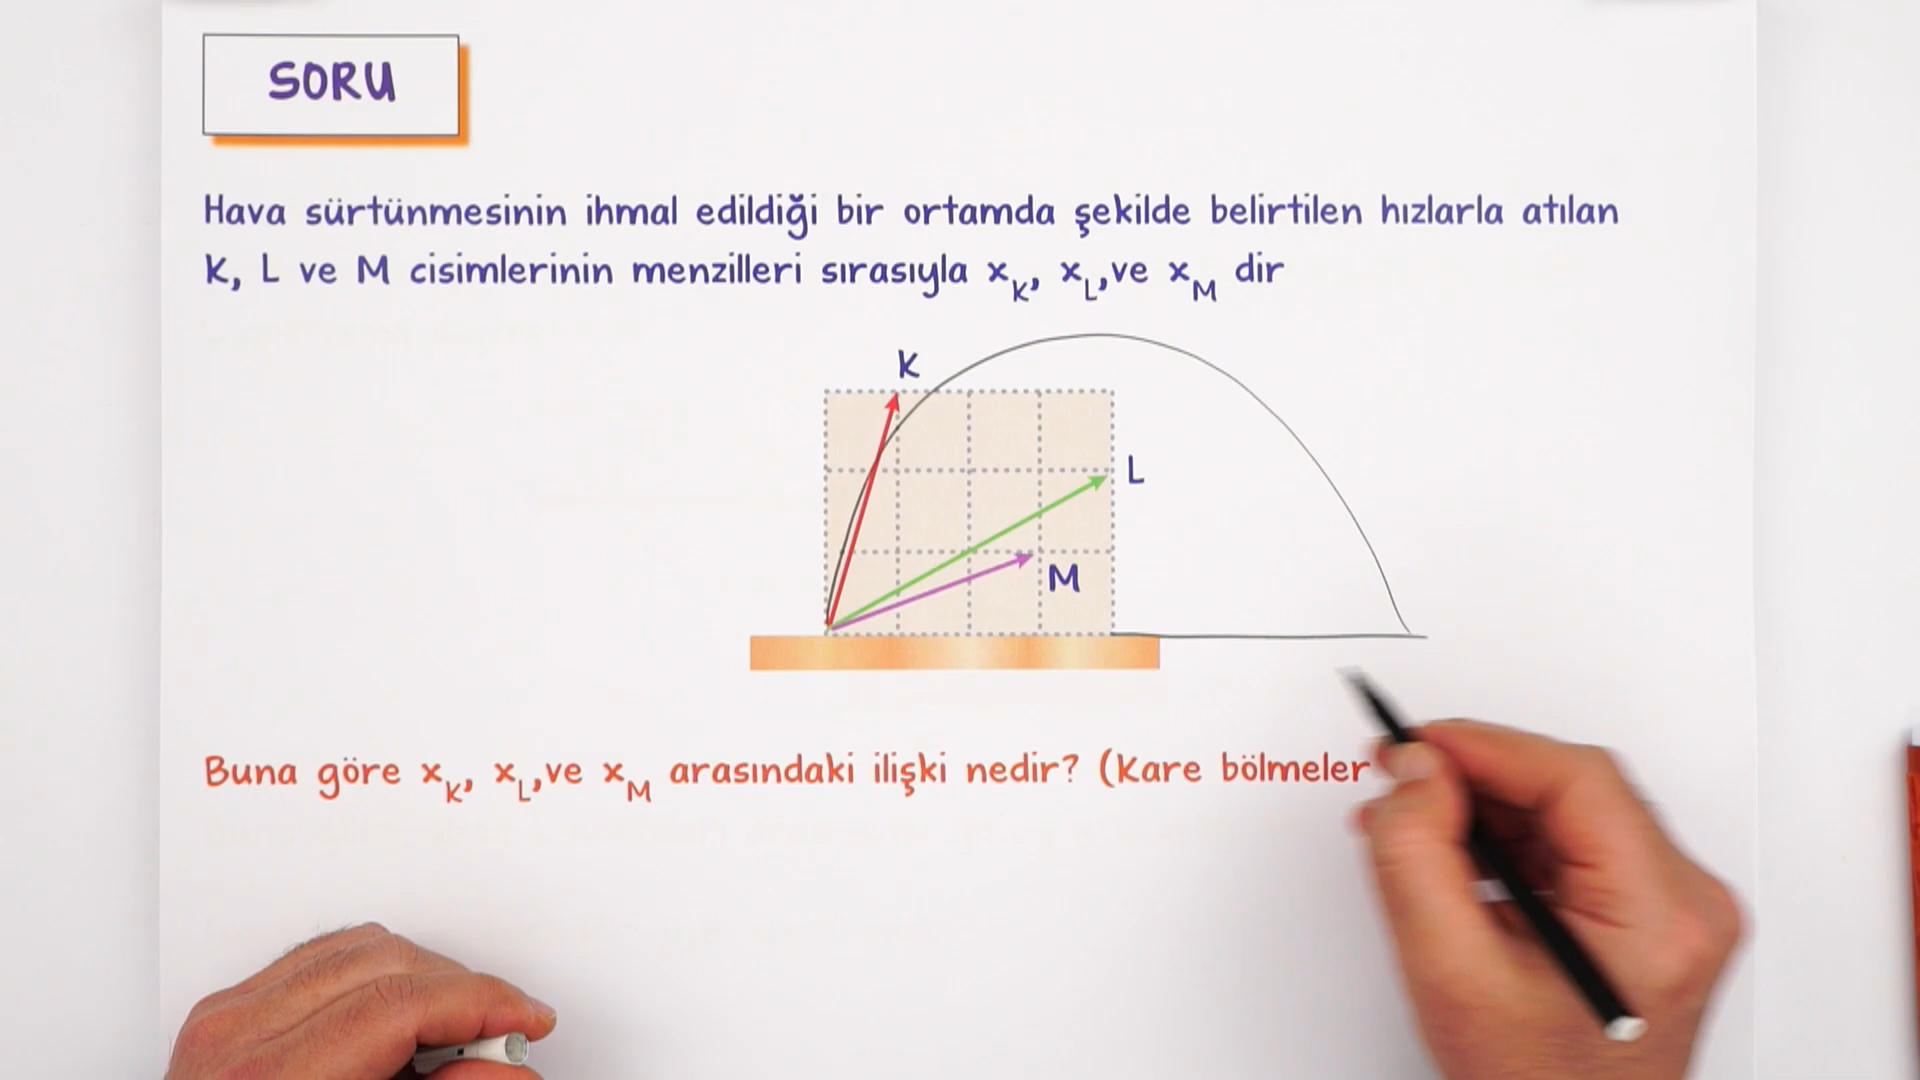 SORU
Hava sürtünmesinin ihmal edildiği bir ortamda şekilde belirtilen hızlarla atılan
K, L ve M cisimlerinin menzilleri sırasıyla x_K, x_L, ve x_M dir
K
L
M
Buna göre x_K, x_L, ve x_M arasındaki ilişki nedir? (Kare bölmeler